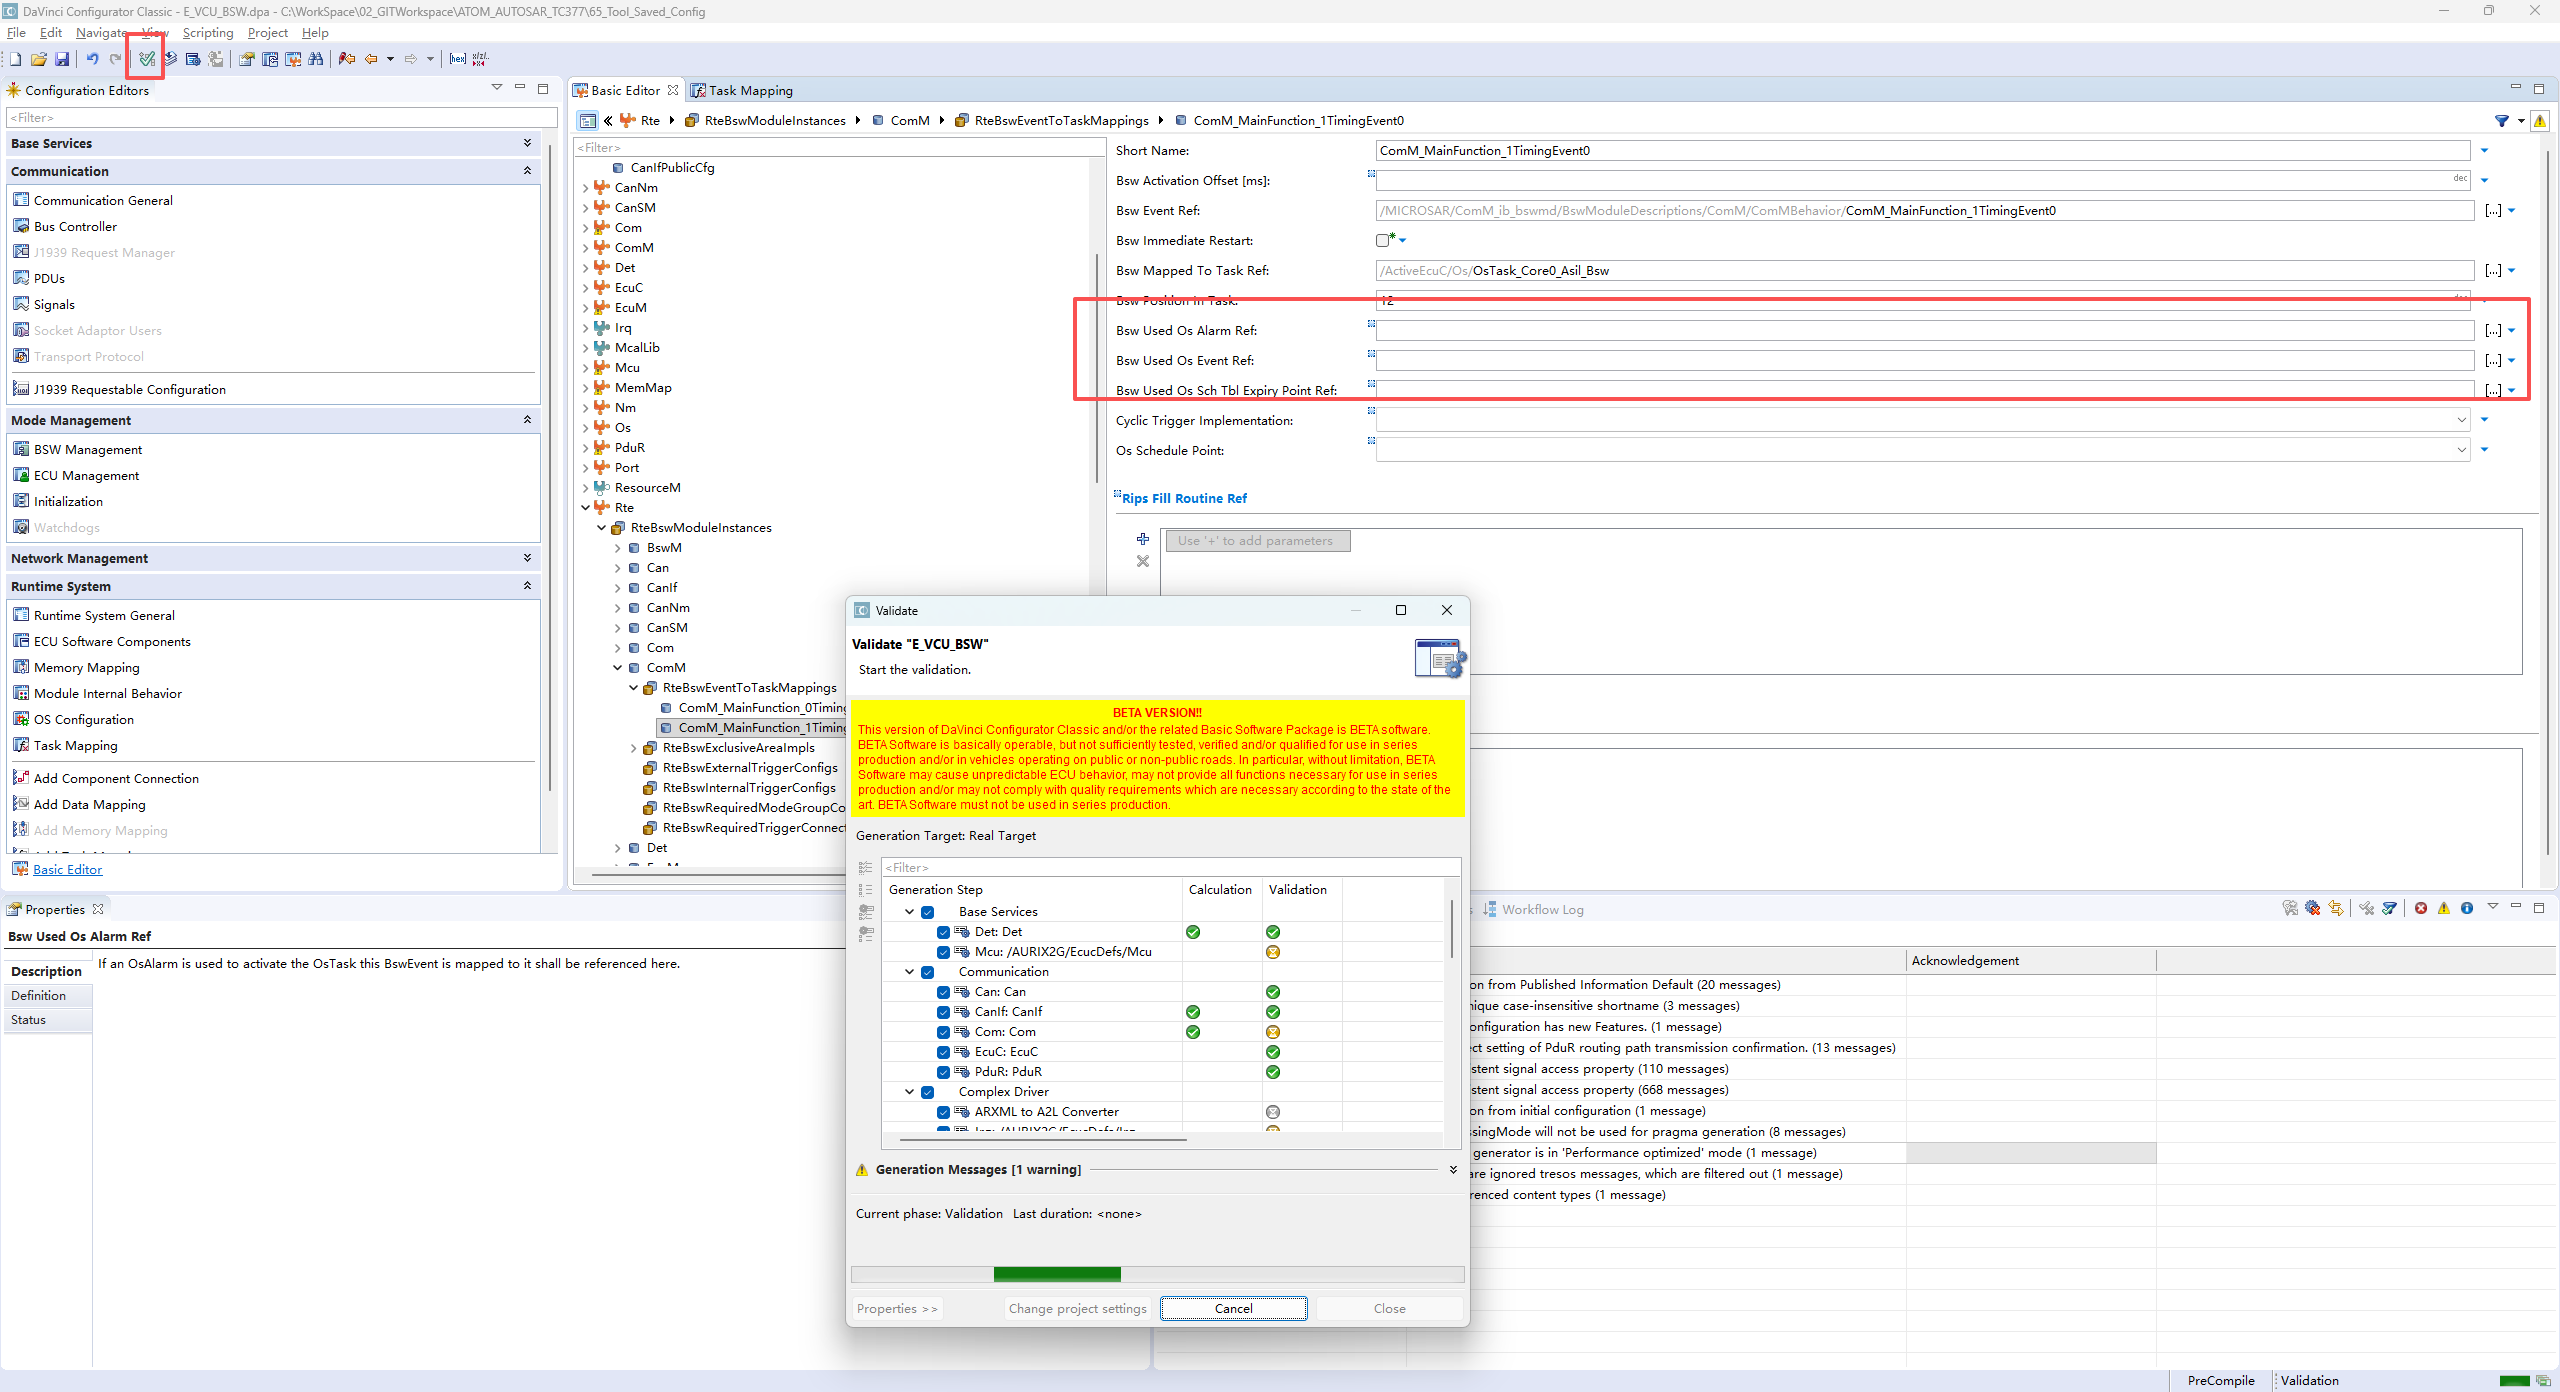 DaVinci Configurator Classic - E_VCU_BSW.dpa - C:\WorkSpace\02_GITWorkspace\ATOM_AUTOSAR_TC377\65_Tool_Saved_Config
File Edit Navigate View Scripting Project Help
Configuration Editors
<Filter>
Base Services
Communication
Communication General
Bus Controller
J1939 Request Manager
PDUs
Signals
Socket Adaptor Users
Transport Protocol
J1939 Requestable Configuration
Mode Management
BSW Management
ECU Management
Initialization
Watchdogs
Network Management
Runtime System
Runtime System General
ECU Software Components
Memory Mapping
Module Internal Behavior
OS Configuration
Task Mapping
Add Component Connection
Add Data Mapping
Add Memory Mapping
Basic Editor
Basic Editor Task Mapping
Rte RteBswModuleInstances ComM RteBswEventToTaskMappings ComM_MainFunction_1TimingEvent0
<Filter>
CanIfPublicCfg
CanNm
CanSM
Com
ComM
Det
EcuC
EcuM
Irq
McalLib
Mcu
MemMap
Nm
Os
PduR
Port
ResourceM
Rte
RteBswModuleInstances
BswM
Can
CanIf
CanNm
CanSM
Com
ComM
RteBswEventToTaskMappings
ComM_MainFunction_0Timing
ComM_MainFunction_1Timing
RteBswExclusiveAreaImpls
RteBswExternalTriggerConfigs
RteBswInternalTriggerConfigs
RteBswRequiredModeGroupCo
RteBswRequiredTriggerConnect
Det
Short Name: ComM_MainFunction_1TimingEvent0
Bsw Activation Offset [ms]: dec
Bsw Event Ref: /MICROSAR/ComM_ib_bswmd/BswModuleDescriptions/ComM/ComMBehavior/ComM_MainFunction_1TimingEvent0 [...]
Bsw Immediate Restart: *
Bsw Mapped To Task Ref: /ActiveEcuC/Os/OsTask_Core0_Asil_Bsw [...]
Bsw Position In Task: 12 dec
Bsw Used Os Alarm Ref: [...]
Bsw Used Os Event Ref: [...]
Bsw Used Os Sch Tbl Expiry Point Ref: [...]
Cyclic Trigger Implementation:
Os Schedule Point:
Rips Fill Routine Ref
Use '+' to add parameters
Validate
Validate "E_VCU_BSW"
Start the validation.
BETA VERSION!!
This version of DaVinci Configurator Classic and/or the related Basic Software Package is BETA software.
BETA Software is basically operable, but not sufficiently tested, verified and/or qualified for use in series
production and/or in vehicles operating on public or non-public roads. In particular, without limitation, BETA
Software may cause unpredictable ECU behavior, may not provide all functions necessary for use in series
production and/or may not comply with quality requirements which are necessary according to the state of the
art. BETA Software must not be used in series production.
Generation Target: Real Target
<Filter>
Generation Step Calculation Validation
Base Services
Det: Det
Mcu: /AURIX2G/EcucDefs/Mcu
Communication
Can: Can
CanIf: CanIf
Com: Com
EcuC: EcuC
PduR: PduR
Complex Driver
ARXML to A2L Converter
Irq: /AURIX2G/EcucDefs/Irq
Generation Messages [1 warning]
Current phase: Validation Last duration: <none>
Properties >> Change project settings Cancel Close
Properties
Bsw Used Os Alarm Ref
Description
Definition
Status
If an OsAlarm is used to activate the OsTask this BswEvent is mapped to it shall be referenced here.
Workflow Log
Acknowledgement
on from Published Information Default (20 messages)
nique case-insensitive shortname (3 messages)
onfiguration has new Features. (1 message)
ct setting of PduR routing path transmission confirmation. (13 messages)
stent signal access property (110 messages)
stent signal access property (668 messages)
on from initial configuration (1 message)
ssingMode will not be used for pragma generation (8 messages)
generator is in 'Performance optimized' mode (1 message)
are ignored tresos messages, which are filtered out (1 message)
renced content types (1 message)
PreCompile Validation